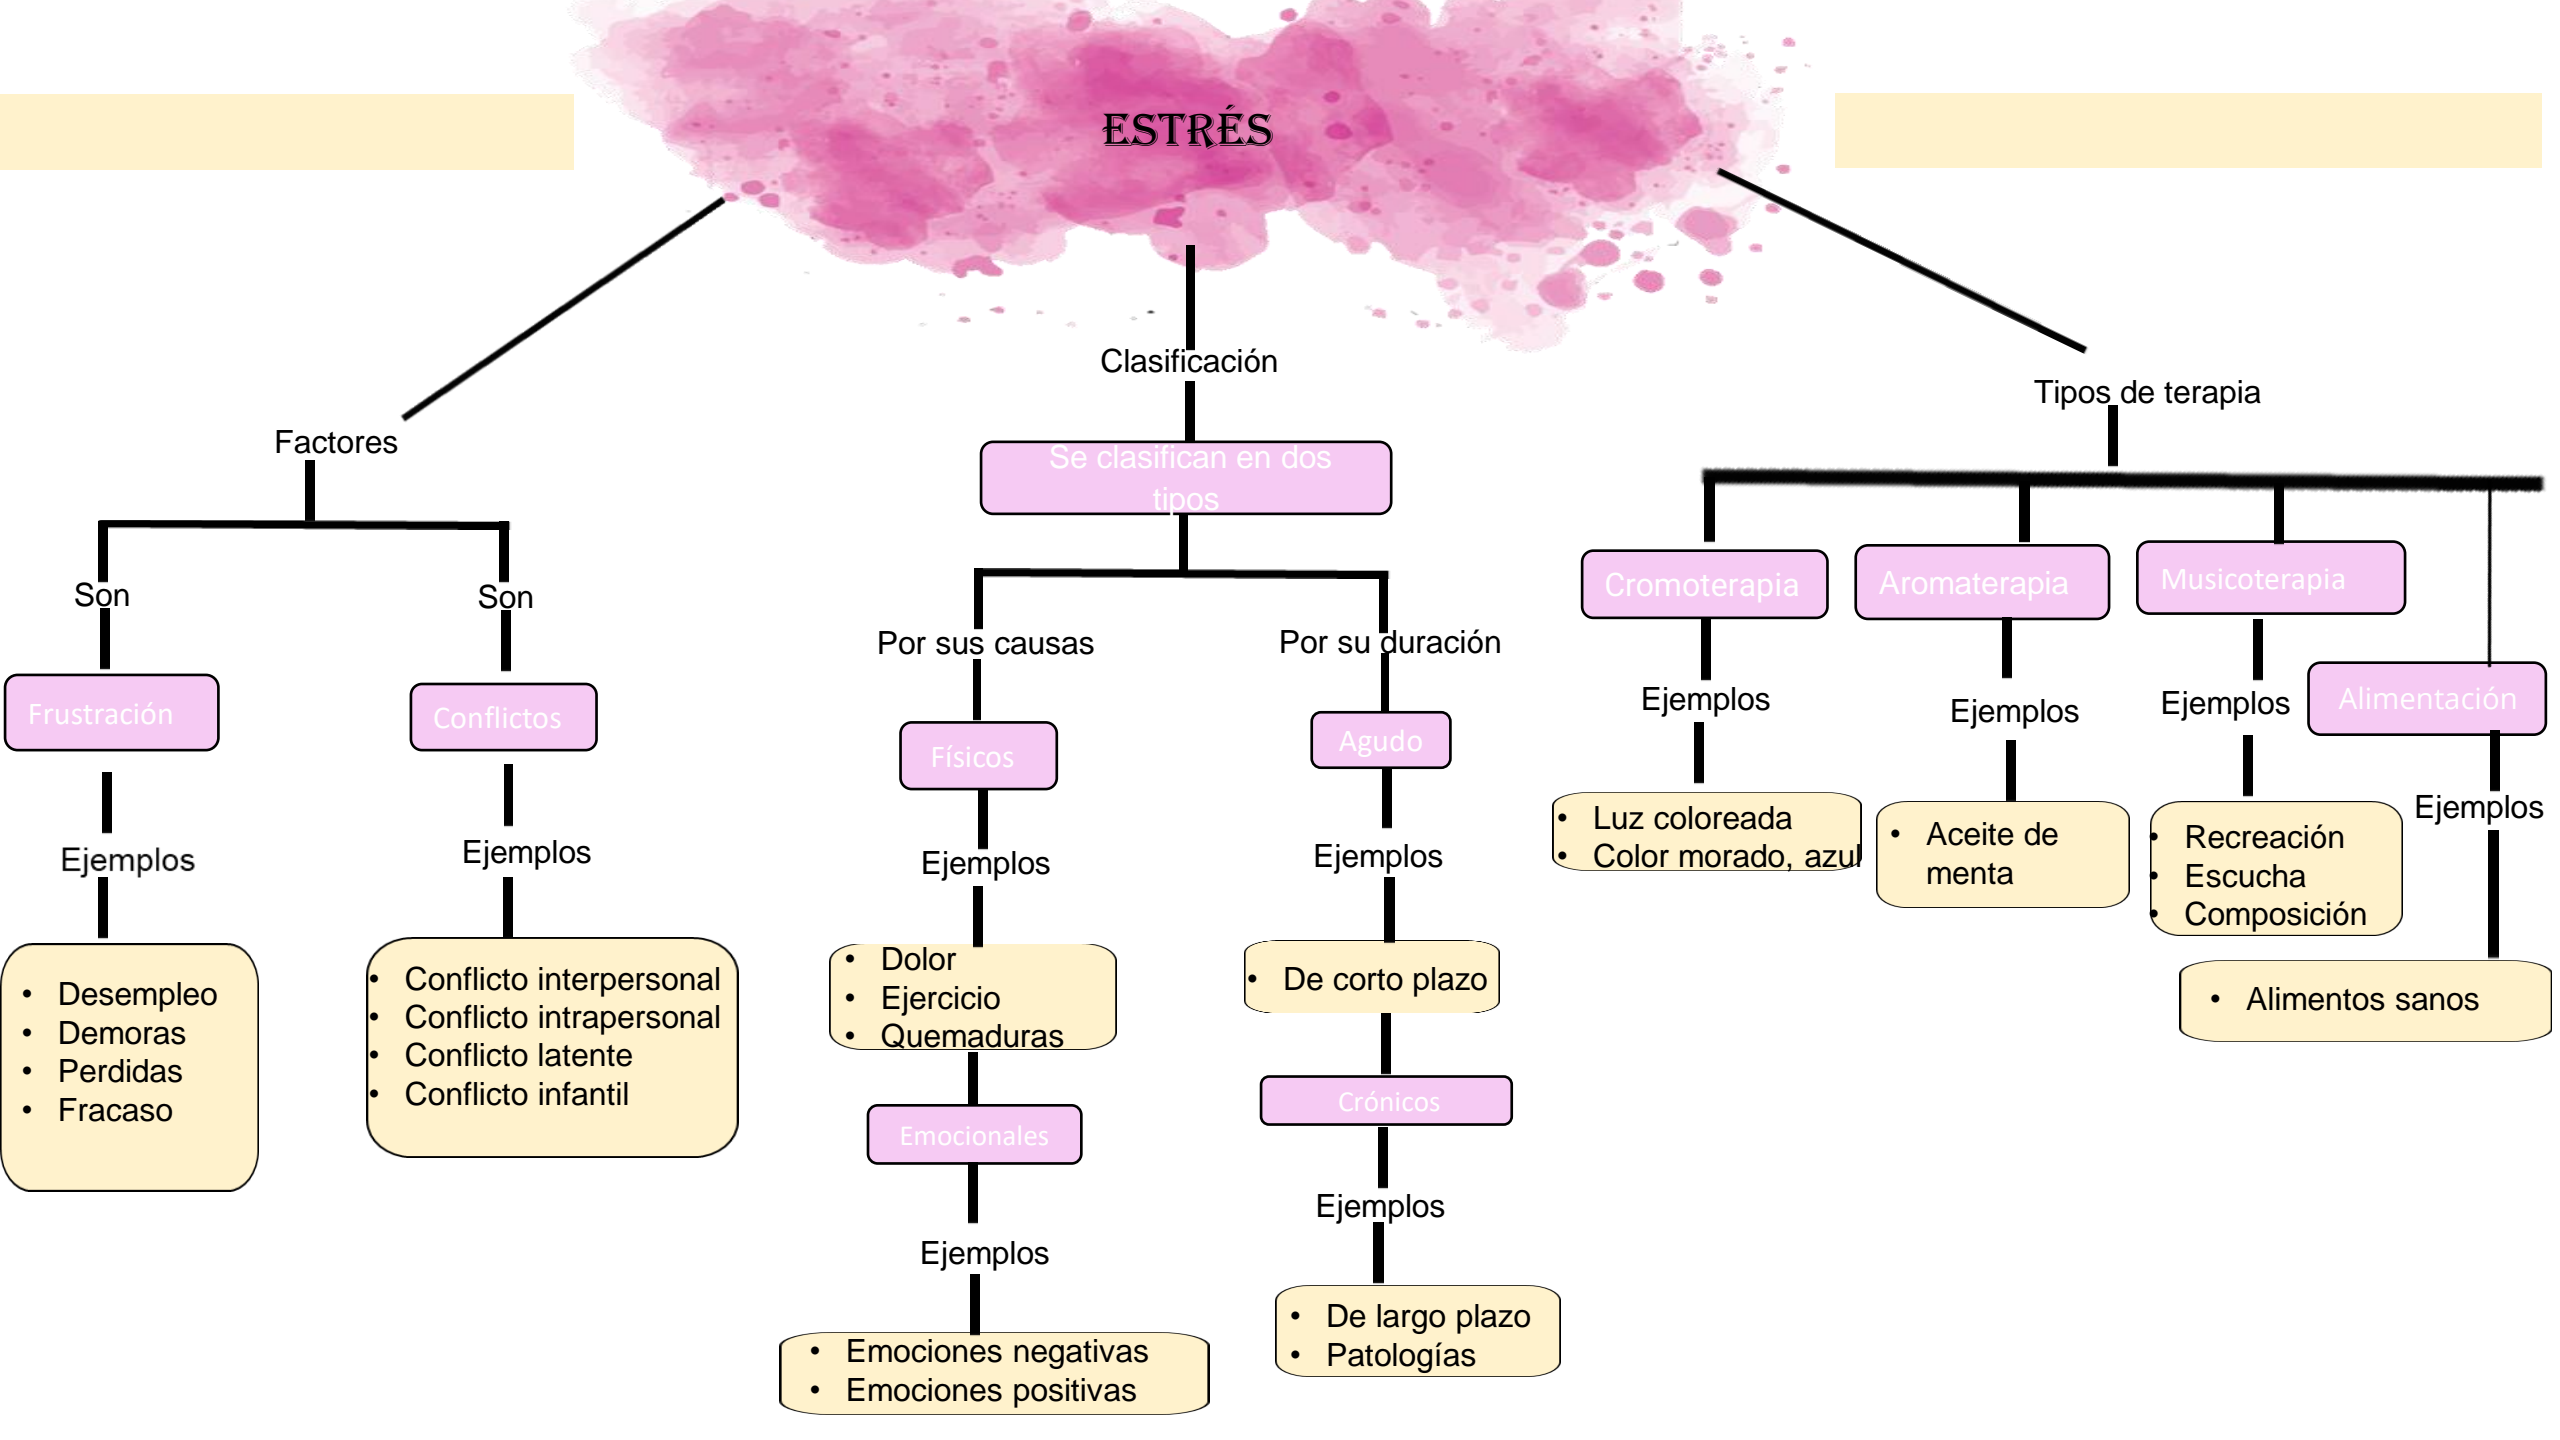 ESTRÉS
Factores
Son
Son
Frustración
Conflictos
Ejemplos
Ejemplos
Desempleo
Demoras
Perdidas
Fracaso
Conflicto interpersonal
Conflicto intrapersonal
Conflicto latente
Conflicto infantil
Clasificación
Se clasifican en dos
tipos
Por sus causas
Por su duración
Físicos
Agudo
Ejemplos
Ejemplos
Dolor
Ejercicio
Quemaduras
De corto plazo
Emocionales
Crónicos
Ejemplos
Ejemplos
Emociones negativas
Emociones positivas
De largo plazo
Patologías
Tipos de terapia
Cromoterapia
Aromaterapia
Musicoterapia
Alimentación
Ejemplos
Ejemplos
Ejemplos
Ejemplos
Luz coloreada
Color morado, azul
Aceite de
menta
Recreación
Escucha
Composición
Alimentos sanos